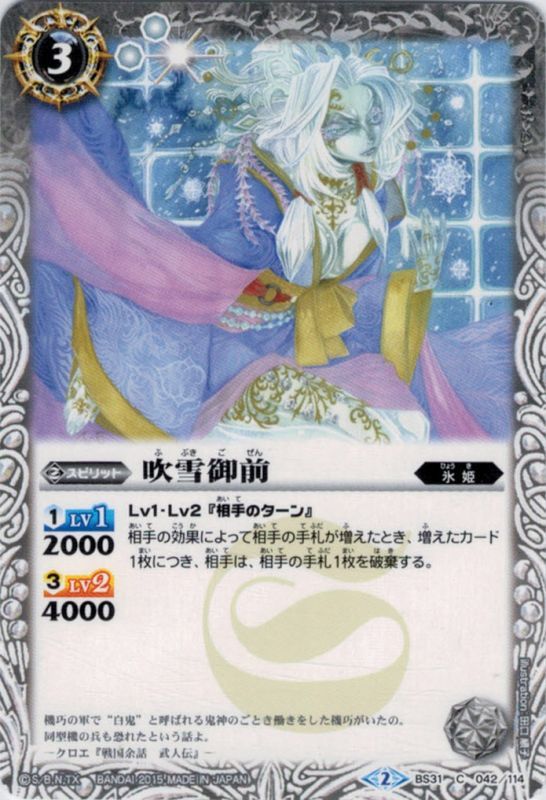 3
スピリット
吹雪御前
ふぶきごぜん
氷姫
ひょうき
1 LV1
2000
3 LV2
4000
Lv1・Lv2『相手のターン』
相手の効果によって相手の手札が増えたとき、増えたカード
1枚につき、相手は、相手の手札1枚を破棄する。
機巧の軍で“白鬼”と呼ばれる鬼神のごとき働きをした機巧がいたの。
同型機の兵も恐れたという話よ。
―クロエ『戦国余話 武人伝』―
©S, B, N, TX BANDAI 2015 MADE IN JAPAN
2
BS31 C 042/114
Illustration 田口